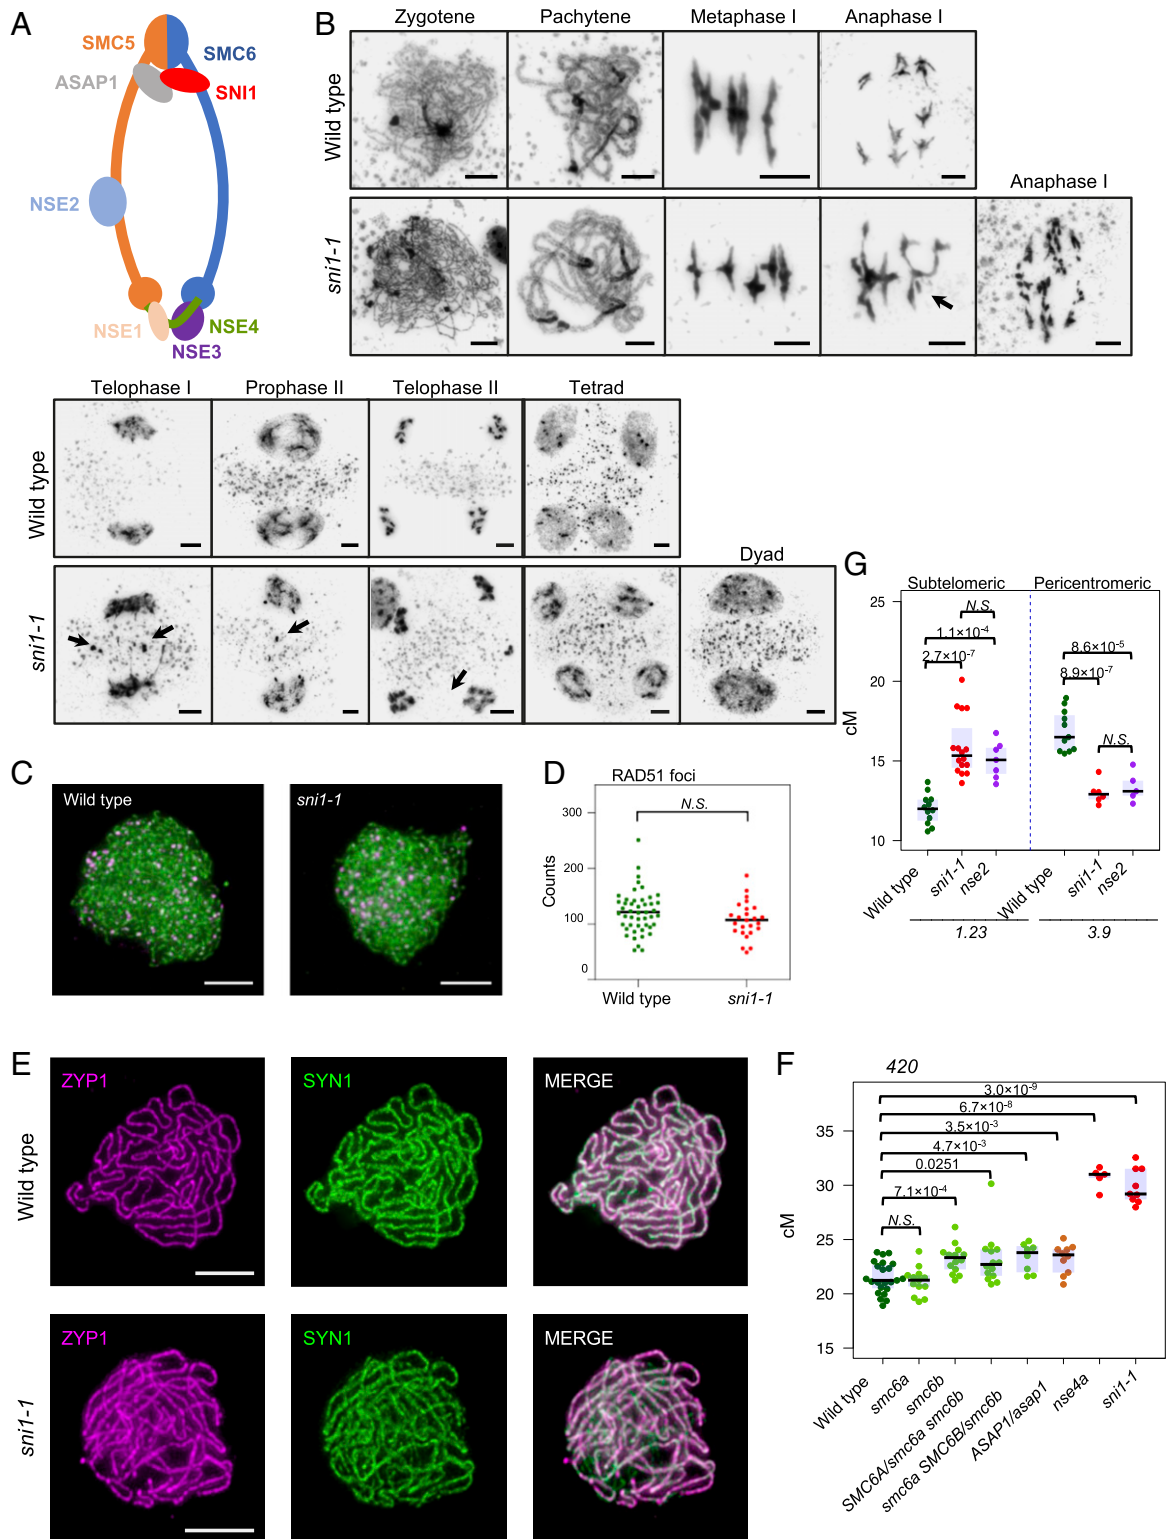 A
SMC5
SMC6
ASAP1
SNI1
NSE2
NSE1
NSE4
NSE3
B
Zygotene Pachytene Metaphase I Anaphase I
Wild type
Anaphase I
sni1-1
Telophase I Prophase II Telophase II Tetrad
Wild type
Dyad
sni1-1
C
Wild type
sni1-1
D
RAD51 foci
N.S.
Counts
300
200
100
0
Wild type sni1-1
G
Subtelomeric Pericentromeric
cM
25
20
15
10
N.S.
1.1×10-4
2.7×10-7
8.6×10-5
8.9×10-7
N.S.
Wild type sni1-1 nse2 Wild type sni1-1 nse2
1.23 3.9
E
Wild type
ZYP1 SYN1 MERGE
sni1-1
ZYP1 SYN1 MERGE
F
420
cM
35
30
25
20
15
3.0×10-9
6.7×10-8
3.5×10-3
4.7×10-3
0.0251
7.1×10-4
N.S.
Wild type
smc6a
smc6b
SMC6A/smc6a smc6b
smc6a SMC6B/smc6b
ASAP1/asap1
nse4a
sni1-1